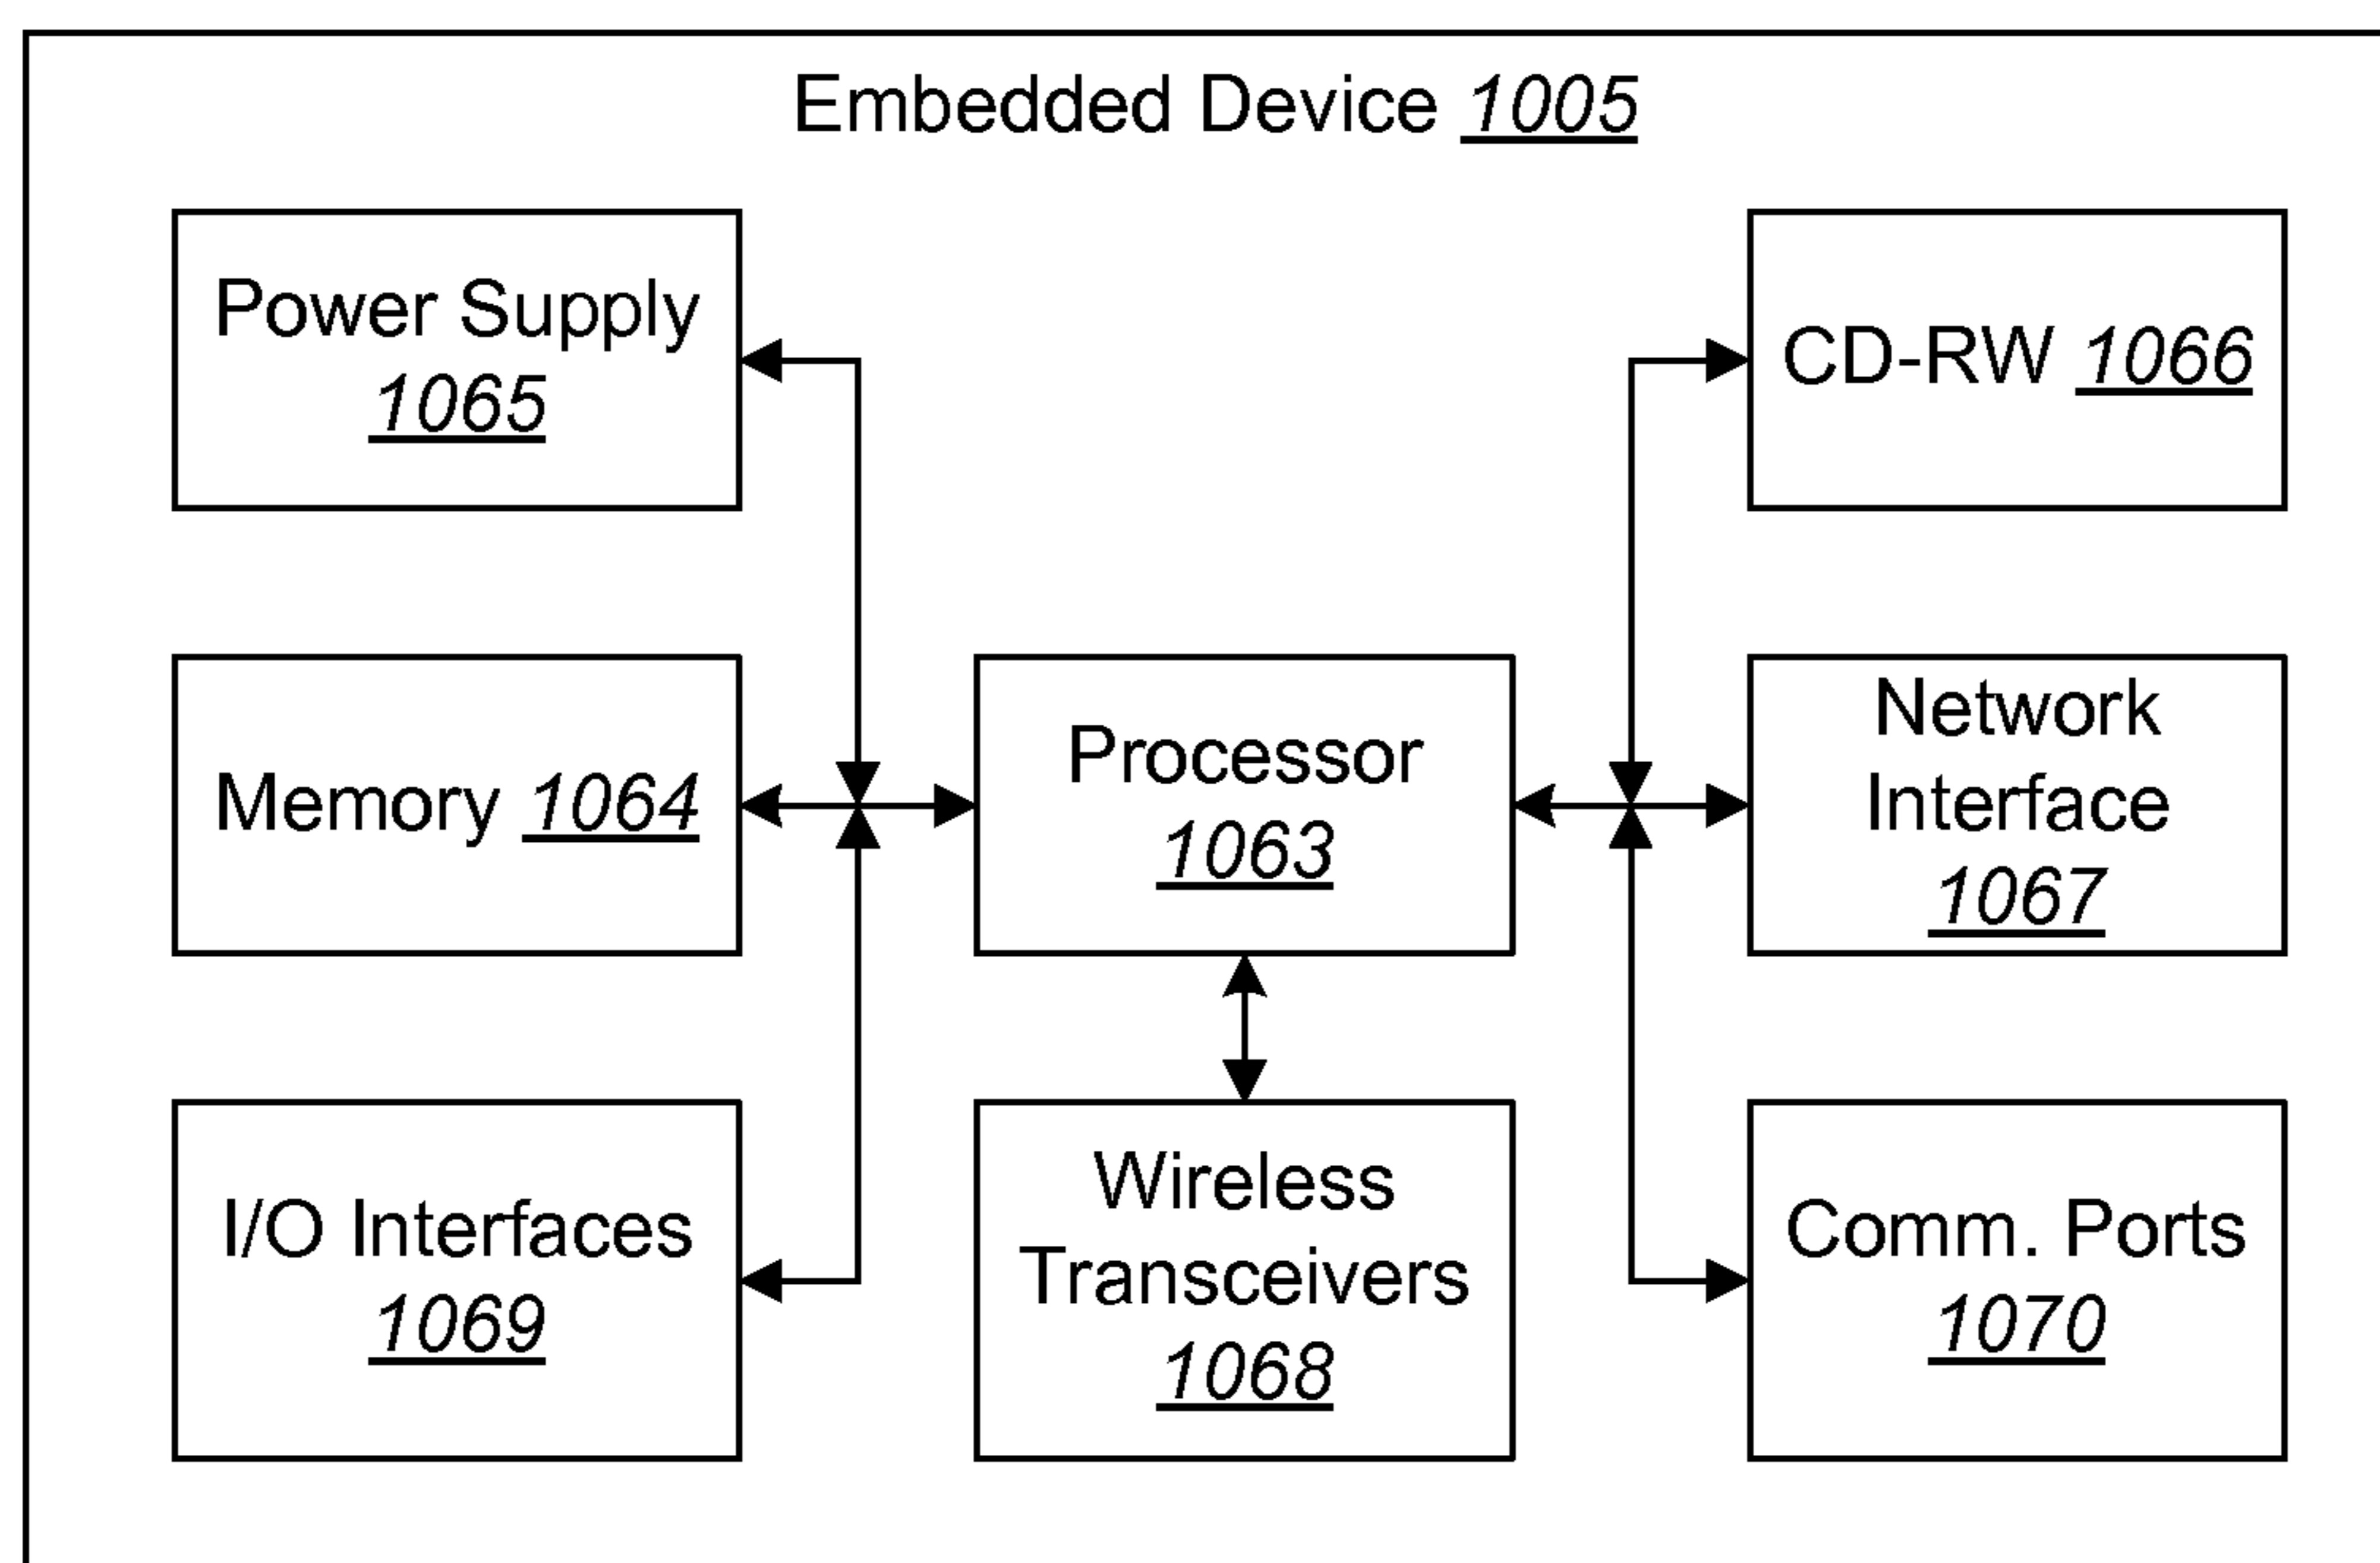 Embedded Device 1005
Power Supply
1065
CD-RW 1066
Memory 1064
Processor
1063
Network
Interface
1067
I/O Interfaces
1069
Wireless
Transceivers
1068
Comm. Ports
1070